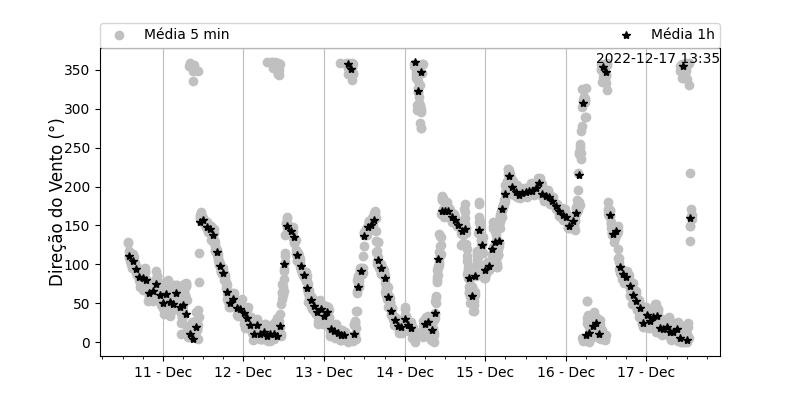 Média 5 min
Média 1h
2022-12-17 13:35
Direção do Vento (°)
350
300
250
200
150
100
50
0
11 - Dec
12 - Dec
13 - Dec
14 - Dec
15 - Dec
16 - Dec
17 - Dec